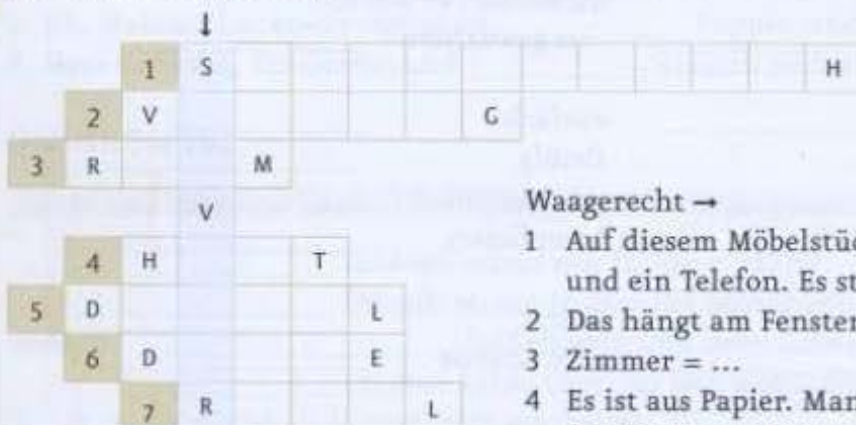 ↓
1 S H
2 V G
3 R M
V
4 H T
5 D L
6 D E
7 R L
Waagerecht →
1 Auf diesem Möbelstüc
und ein Telefon. Es st
2 Das hängt am Fenster
3 Zimmer = ...
4 Es ist aus Papier. Man